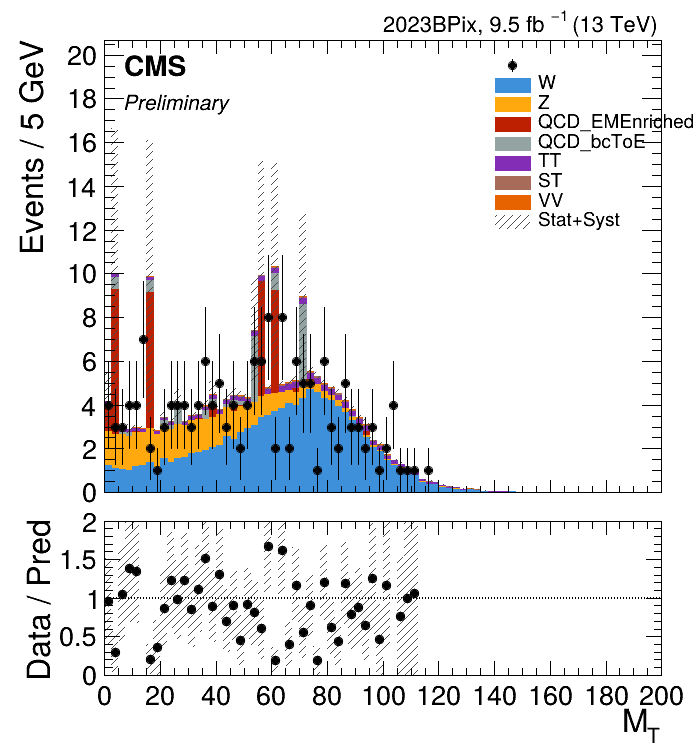 2023BPix, 9.5 fb⁻¹ (13 TeV)
CMS
Preliminary
W
Z
QCD_EMEnriched
QCD_bcToE
TT
ST
VV
Stat+Syst
Events / 5 GeV
20
18
16
14
12
10
8
6
4
2
0
Data / Pred
2
1.5
1
0.5
0
0 20 40 60 80 100 120 140 160 180 200
M_T